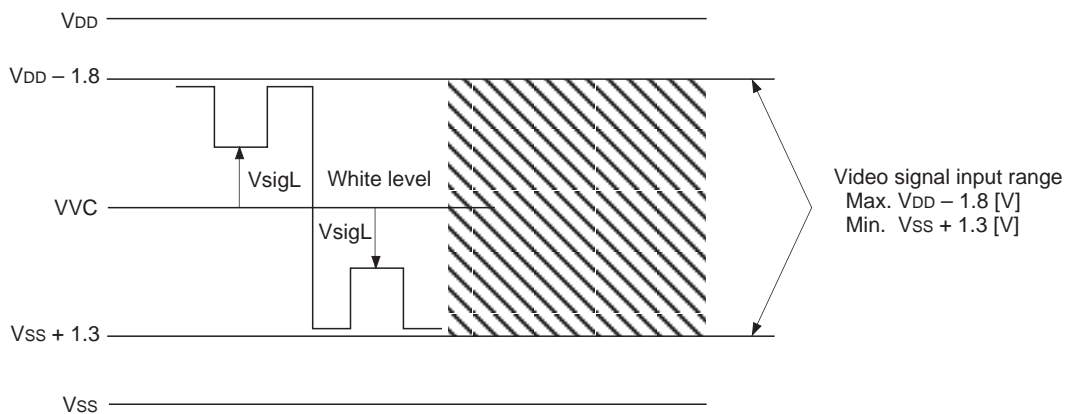 VDD
VDD – 1.8
VsigL
White level
VVC
VsigL
VSS + 1.3
VSS
Video signal input range
Max. VDD – 1.8 [V]
Min. VSS + 1.3 [V]